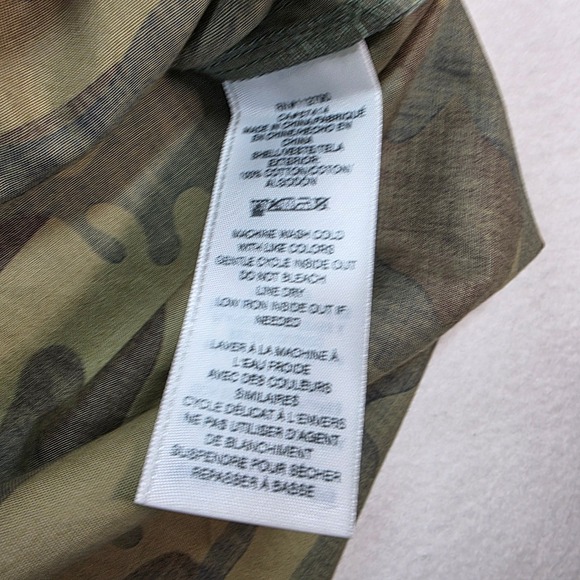 MADE IN CHINA/FABRIQUÉ
EN CHINE/HECHO EN
CHINA
SHELL/VESTE/TELA
EXTERIOR
100% COTTON/COTON/
ALGODÓN
MACHINE WASH COLD
WITH LIKE COLORS
GENTLE CYCLE INSIDE OUT
DO NOT BLEACH
LINE DRY
LOW IRON INSIDE OUT IF
NEEDED
LAVER À LA MACHINE À
L'EAU FROIDE
AVEC DES COULEURS
SIMILAIRES
CYCLE DÉLICAT À L'ENVERS
NE PAS UTILISER D'AGENT
DE BLANCHIMENT
SUSPENDRE POUR SÉCHER
REPASSER À BASSE